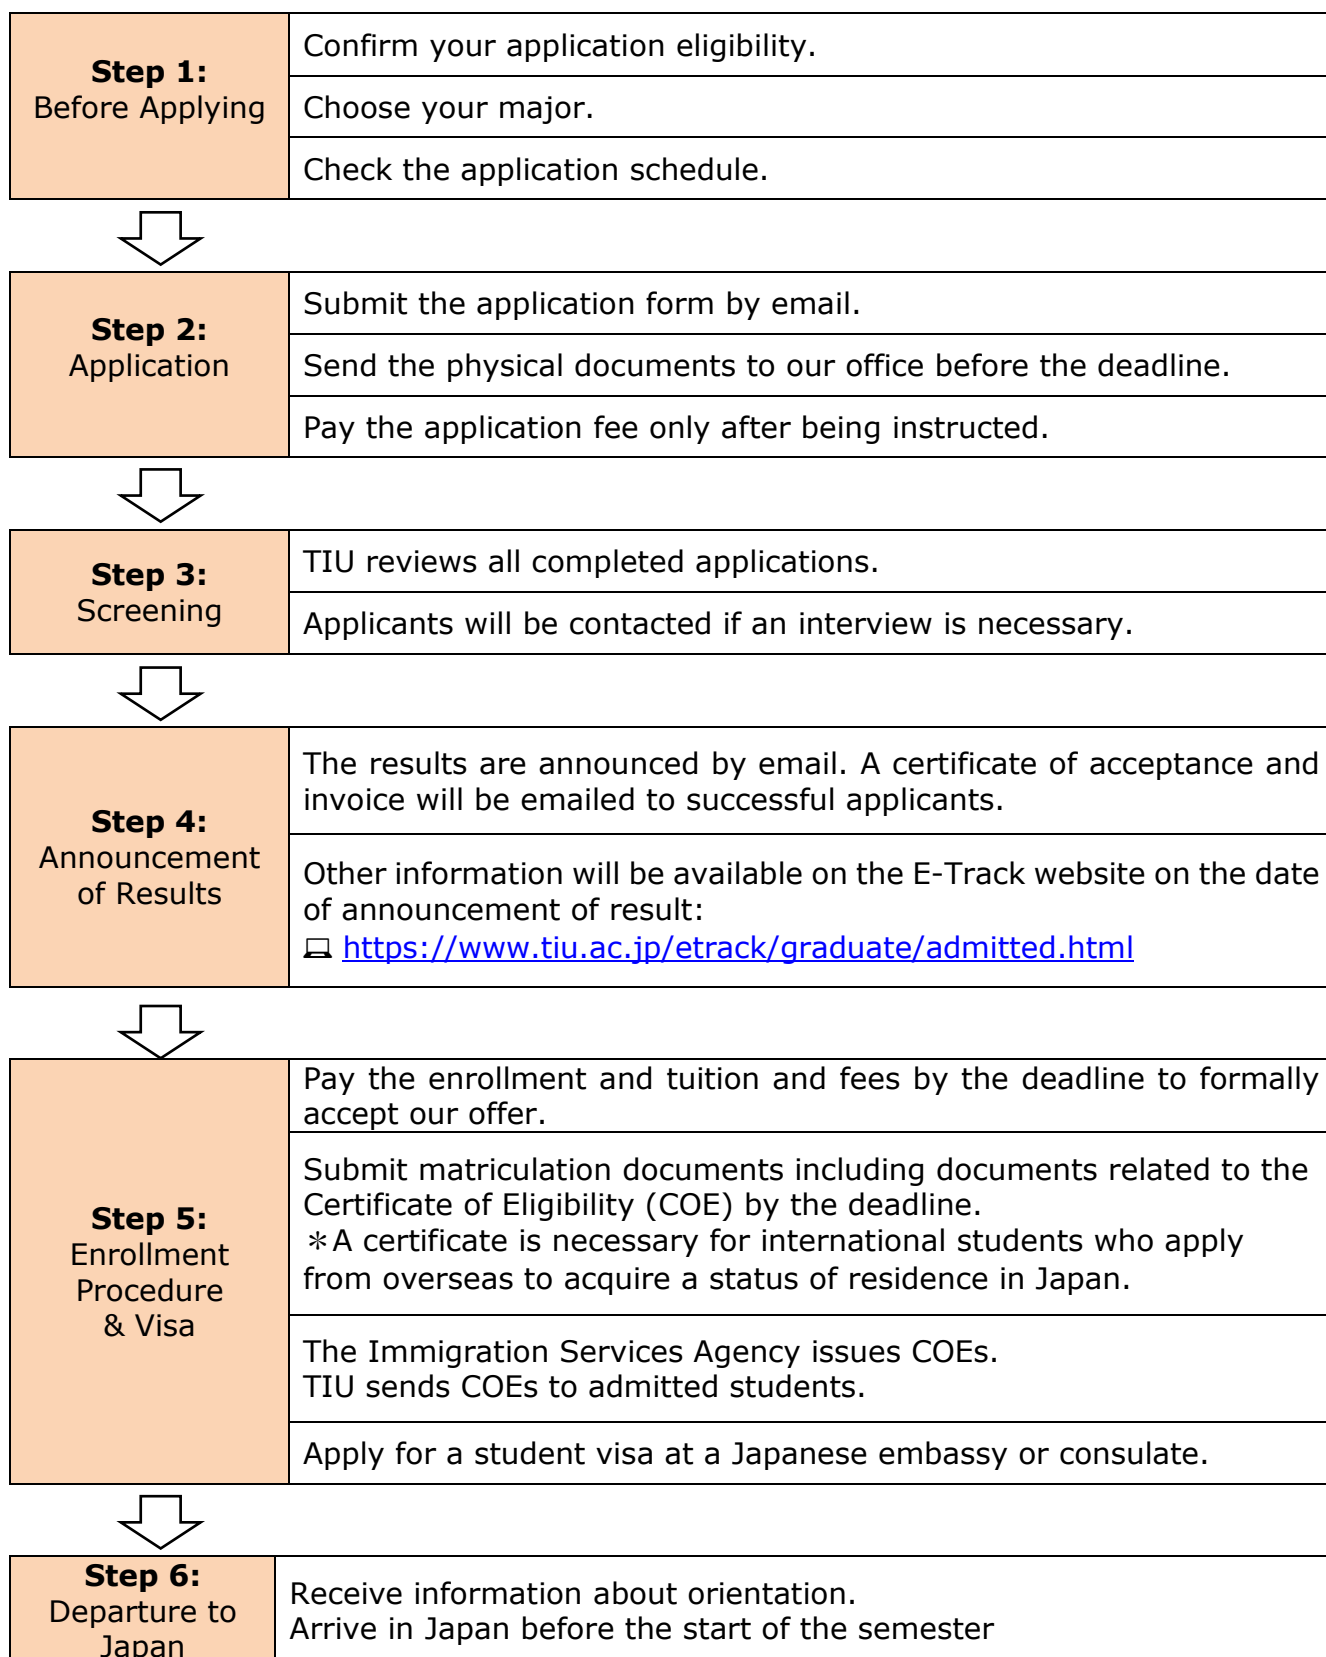 Step 1:
Before Applying
Confirm your application eligibility.
Choose your major.
Check the application schedule.
Step 2:
Application
Submit the application form by email.
Send the physical documents to our office before the deadline.
Pay the application fee only after being instructed.
Step 3:
Screening
TIU reviews all completed applications.
Applicants will be contacted if an interview is necessary.
Step 4:
Announcement
of Results
The results are announced by email. A certificate of acceptance and
invoice will be emailed to successful applicants.
Other information will be available on the E-Track website on the date
of announcement of result:
https://www.tiu.ac.jp/etrack/graduate/admitted.html
Step 5:
Enrollment
Procedure
& Visa
Pay the enrollment and tuition and fees by the deadline to formally
accept our offer.
Submit matriculation documents including documents related to the
Certificate of Eligibility (COE) by the deadline.
＊A certificate is necessary for international students who apply
from overseas to acquire a status of residence in Japan.
The Immigration Services Agency issues COEs.
TIU sends COEs to admitted students.
Apply for a student visa at a Japanese embassy or consulate.
Step 6:
Departure to
Japan
Receive information about orientation.
Arrive in Japan before the start of the semester